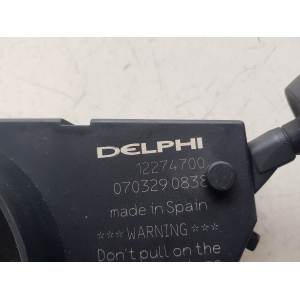 DELPHI
12274700
070329 0838
made in Spain
*** WARNING ***
Don't pull on the